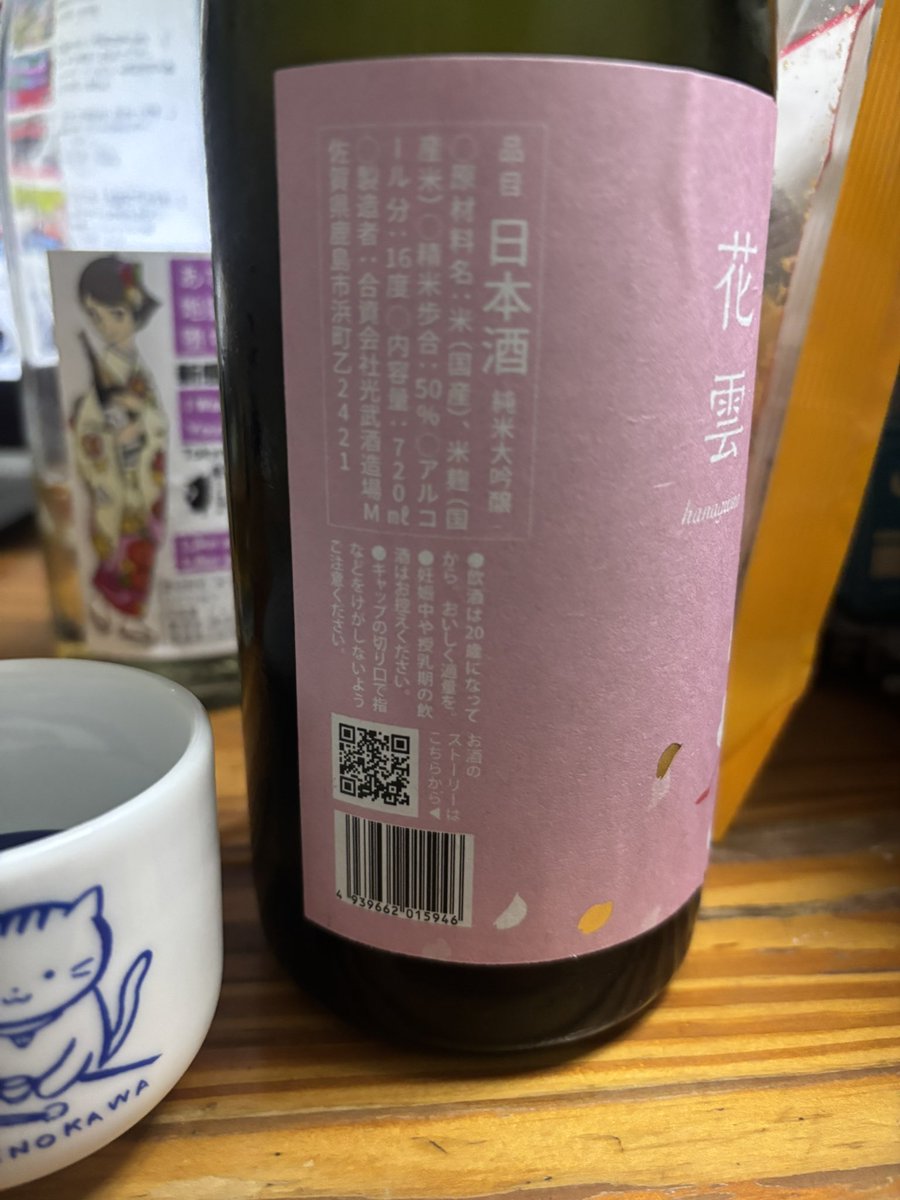 花雲
hanagumo
品目 日本酒 純米大吟醸
○原材料名:米(国産)、米麹(国
産米)○精米歩合:50%○アルコ
ール分:16度○内容量:720mℓ
○製造者:合資会社光武酒造場M
佐賀県鹿島市浜町乙2421
●飲酒は20歳になって
から、おいしく適量を。
●妊娠中や授乳期の飲
酒はお控えください。
●キャップの切り口で指
などをけがしないよう
ご注意ください。
お酒の
ストーリーは
こちらから◀
4 939662 015946
NOKAWA